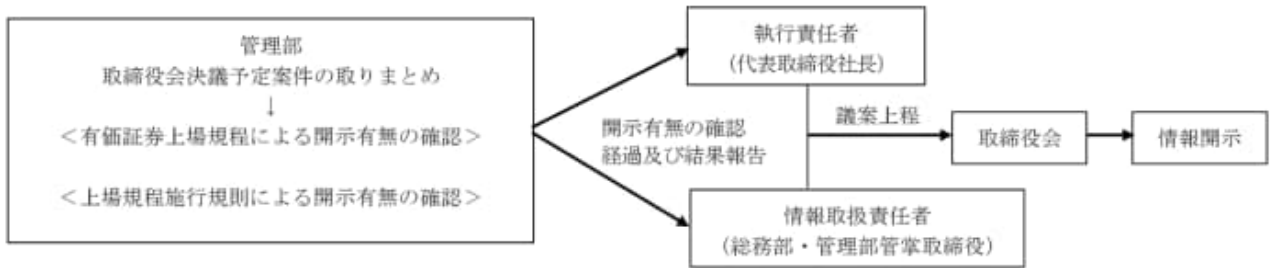 管理部
取締役会決議予定案件の取りまとめ
↓
＜有価証券上場規程による開示有無の確認＞
＜上場規程施行規則による開示有無の確認＞
開示有無の確認
経過及び結果報告
執行責任者
（代表取締役社長）
情報取扱責任者
（総務部・管理部管掌取締役）
議案上程
取締役会
情報開示